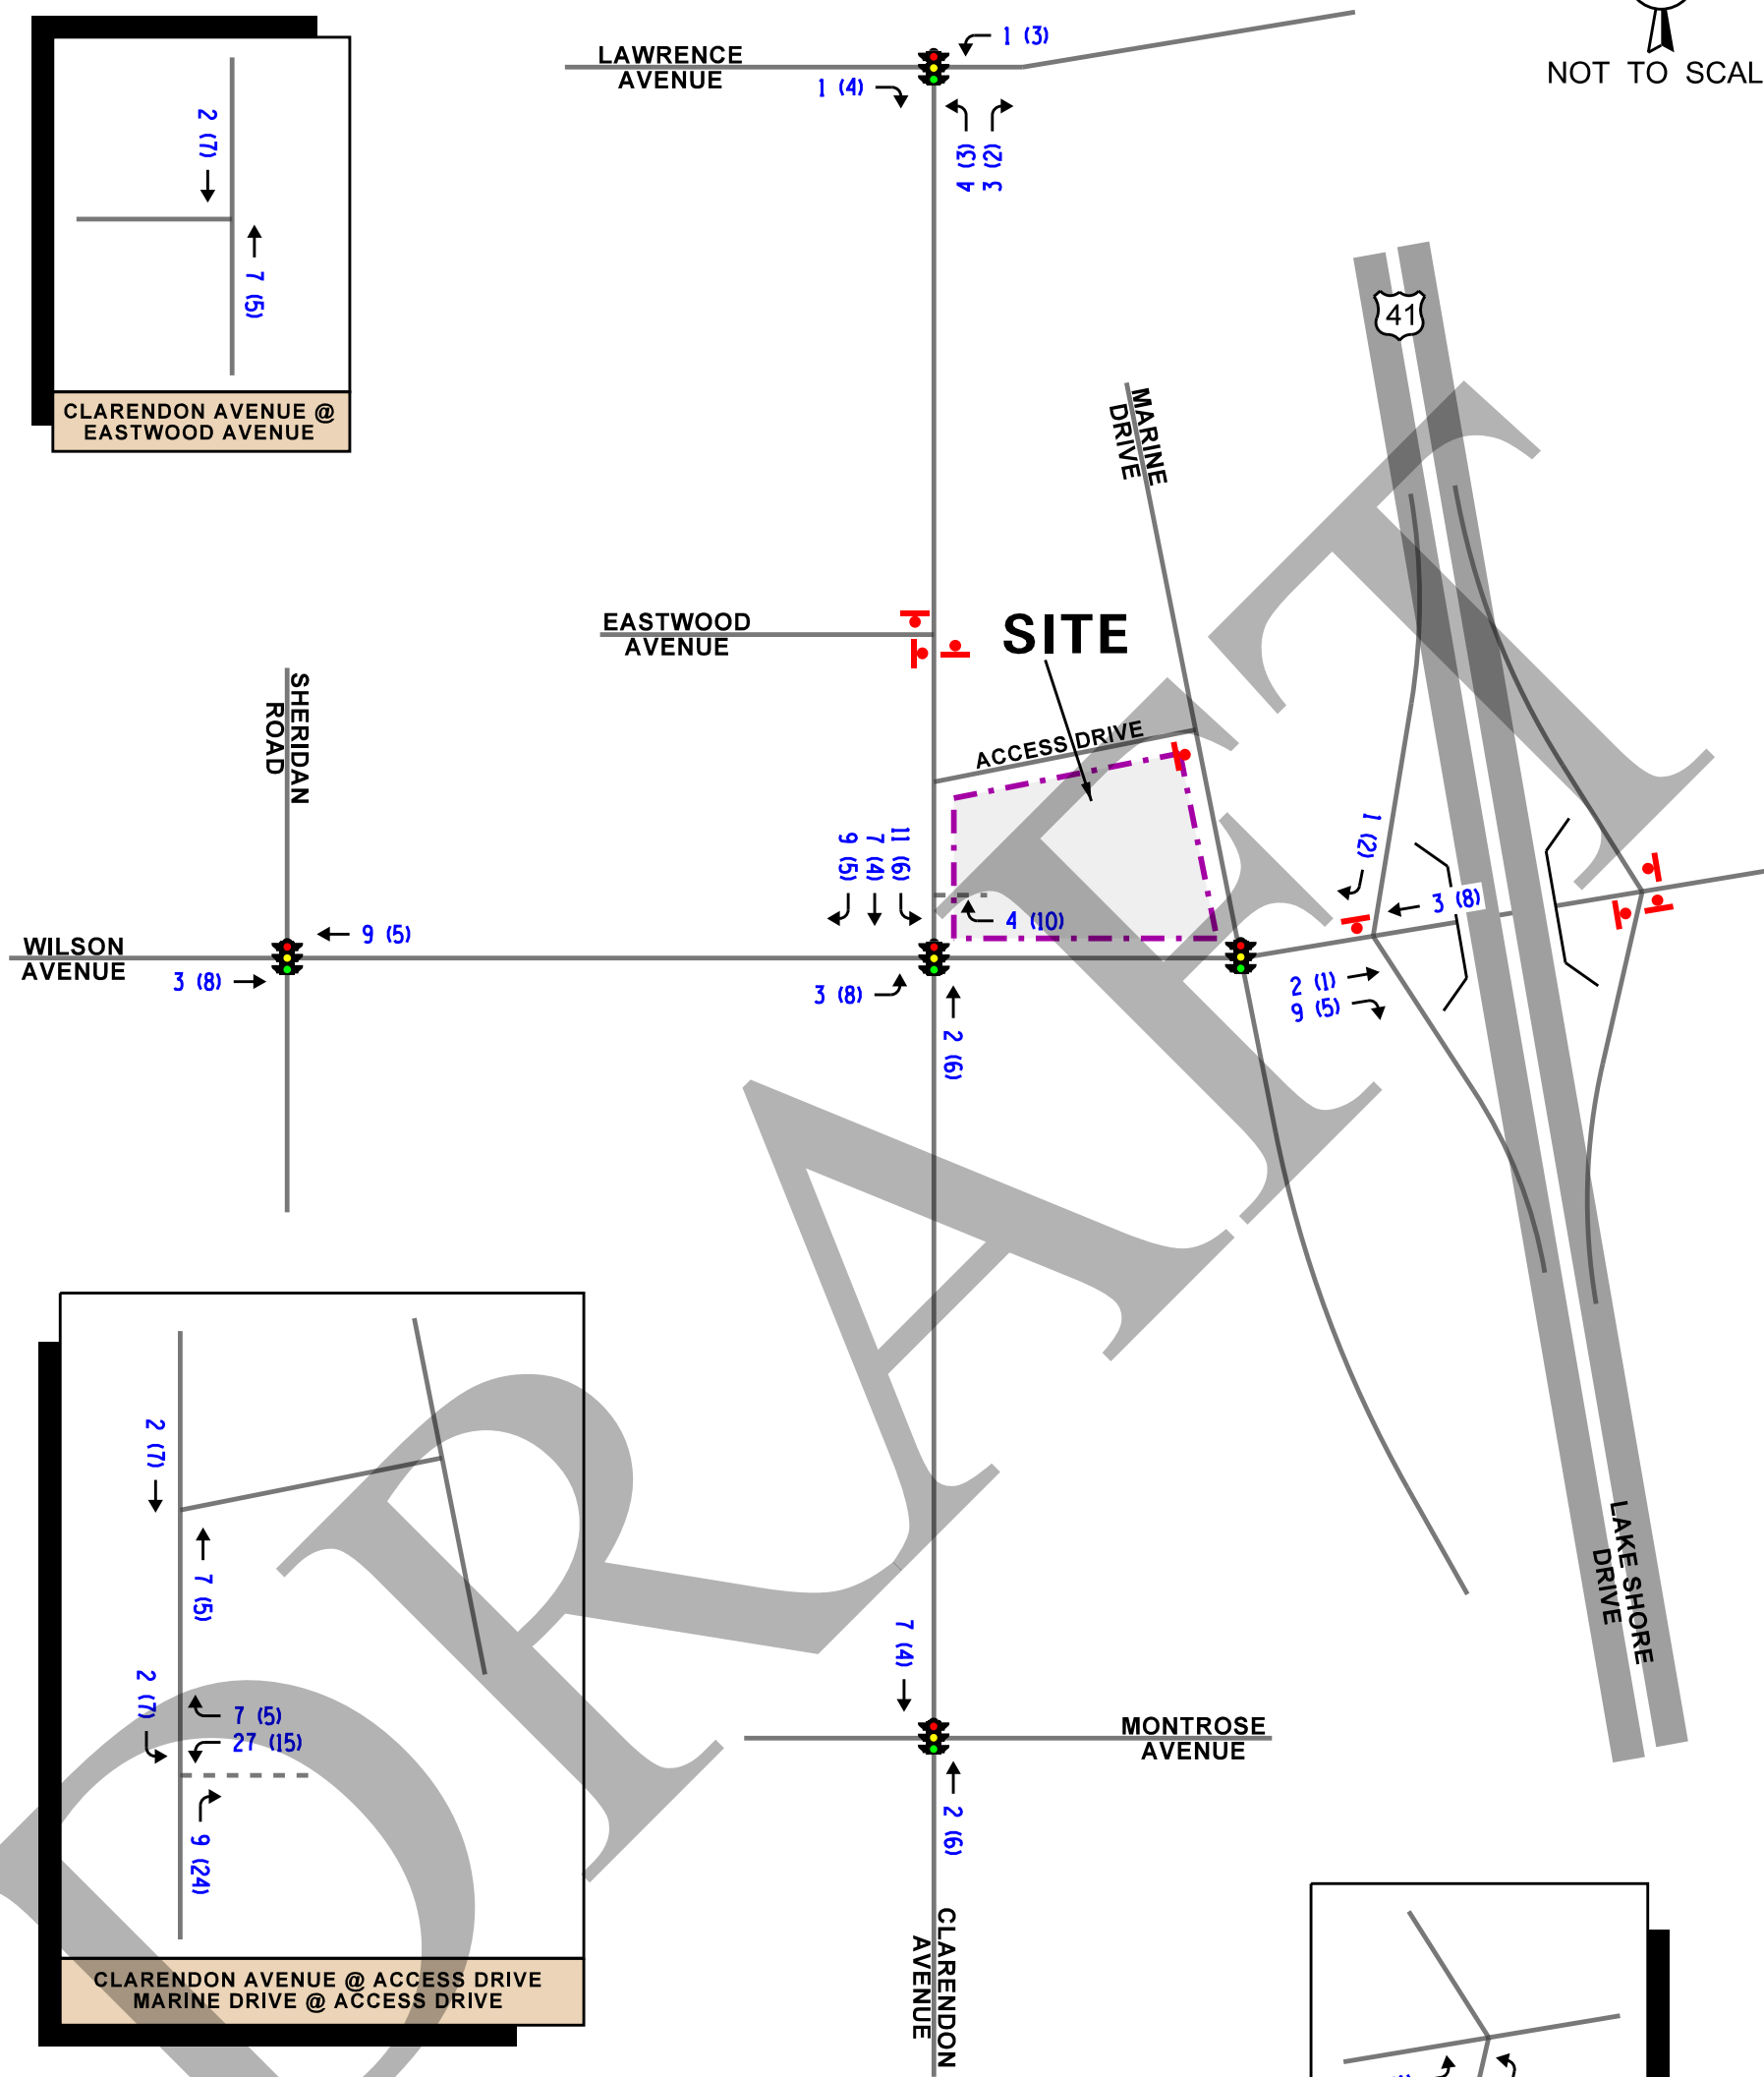 NOT TO SCAL
LAWRENCE
AVENUE
1 (3)
1 (4)
4 (3)
3 (2)
2 (7)
7 (5)
CLARENDON AVENUE @
EASTWOOD AVENUE
41
MARINE
DRIVE
EASTWOOD
AVENUE
SITE
SHERIDAN
ROAD
ACCESS DRIVE
9 (5)
7 (4)
11 (6)
4 (10)
1 (2)
3 (8)
WILSON
AVENUE
9 (5)
3 (8)
3 (8)
2 (6)
2 (1)
9 (5)
2 (7)
7 (5)
2 (7)
7 (5)
27 (15)
9 (24)
CLARENDON AVENUE @ ACCESS DRIVE
MARINE DRIVE @ ACCESS DRIVE
7 (4)
MONTROSE
AVENUE
2 (6)
CLARENDON
AVENUE
LAKE SHORE
DRIVE
DRAFT